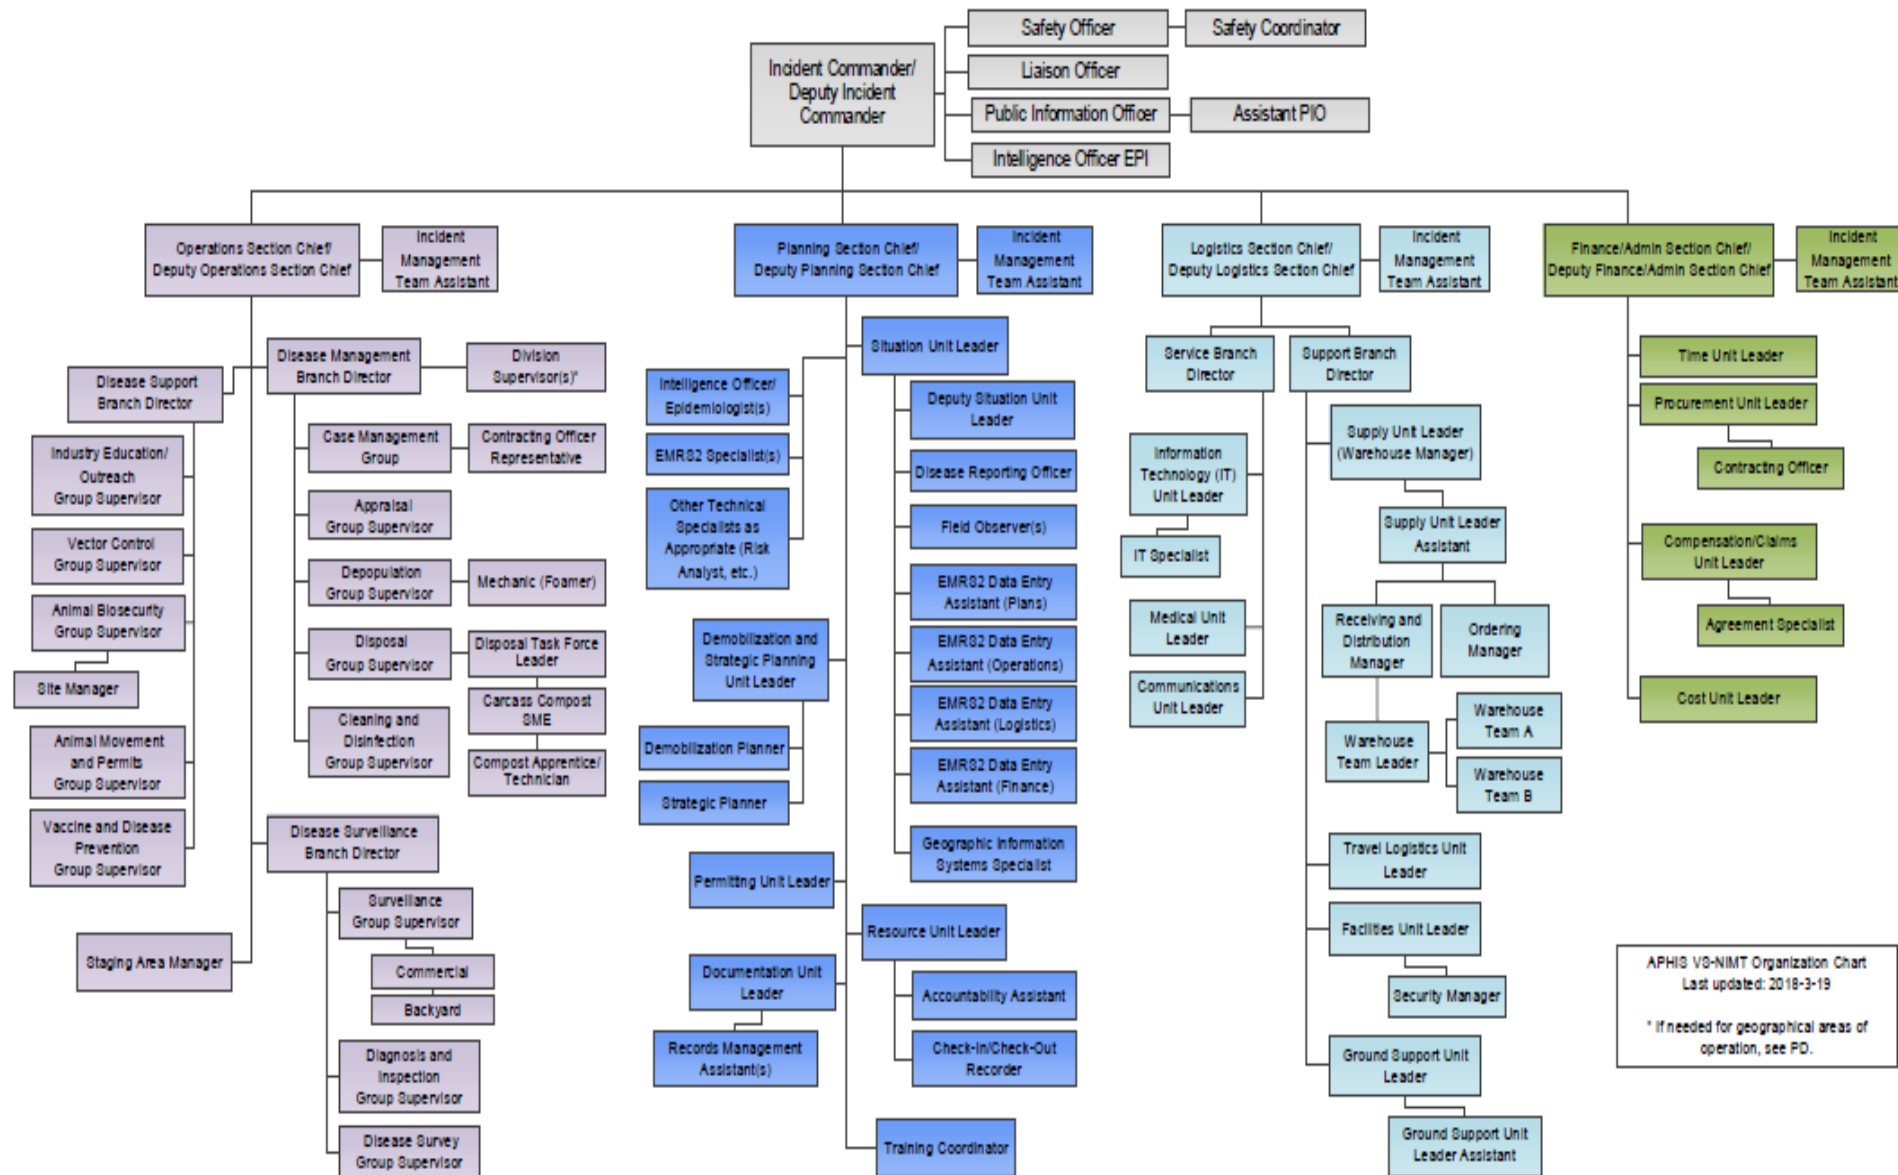 Safety Officer
Safety Coordinator
Incident Commander/
Deputy Incident
Commander
Liaison Officer
Public Information Officer
Assistant PIO
Intelligence Officer EPI
Operations Section Chief/
Deputy Operations Section Chief
Incident
Management
Team Assistant
Planning Section Chief/
Deputy Planning Section Chief
Incident
Management
Team Assistant
Logistics Section Chief/
Deputy Logistics Section Chief
Incident
Management
Team Assistant
Finance/Admin Section Chief/
Deputy Finance/Admin Section Chief
Incident
Management
Team Assistant
Disease Management
Branch Director
Division
Supervisor(s)*
Disease Support
Branch Director
Industry Education/
Outreach
Group Supervisor
Vector Control
Group Supervisor
Animal Biosecurity
Group Supervisor
Site Manager
Animal Movement
and Permits
Group Supervisor
Vaccine and Disease
Prevention
Group Supervisor
Case Management
Group
Contracting Officer
Representative
Appraisal
Group Supervisor
Depopulation
Group Supervisor
Mechanic (Foamer)
Disposal
Group Supervisor
Disposal Task Force
Leader
Carcass Compost
SME
Compost Apprentice/
Technician
Cleaning and
Disinfection
Group Supervisor
Disease Surveillance
Branch Director
Surveillance
Group Supervisor
Commercial
Backyard
Diagnosis and
Inspection
Group Supervisor
Disease Survey
Group Supervisor
Staging Area Manager
Situation Unit Leader
Intelligence Officer/
Epidemiologist(s)
EMRS2 Specialist(s)
Other Technical
Specialists as
Appropriate (Risk
Analyst, etc.)
Deputy Situation Unit
Leader
Disease Reporting Officer
Field Observer(s)
EMRS2 Data Entry
Assistant (Plans)
EMRS2 Data Entry
Assistant (Operations)
EMRS2 Data Entry
Assistant (Logistics)
EMRS2 Data Entry
Assistant (Finance)
Geographic Information
Systems Specialist
Demobilization and
Strategic Planning
Unit Leader
Demobilization Planner
Strategic Planner
Permitting Unit Leader
Resource Unit Leader
Accountability Assistant
Check-In/Check-Out
Recorder
Documentation Unit
Leader
Records Management
Assistant(s)
Training Coordinator
Service Branch
Director
Support Branch
Director
Information
Technology (IT)
Unit Leader
IT Specialist
Medical Unit
Leader
Communications
Unit Leader
Supply Unit Leader
(Warehouse Manager)
Supply Unit Leader
Assistant
Receiving and
Distribution
Manager
Ordering
Manager
Warehouse
Team Leader
Warehouse
Team A
Warehouse
Team B
Travel Logistics Unit
Leader
Facilities Unit Leader
Security Manager
Ground Support Unit
Leader
Ground Support Unit
Leader Assistant
Time Unit Leader
Procurement Unit Leader
Contracting Officer
Compensation/Claims
Unit Leader
Agreement Specialist
Cost Unit Leader
APHIS VS-NIMT Organization Chart
Last updated: 2018-3-19
* If needed for geographical areas of
operation, see PD.